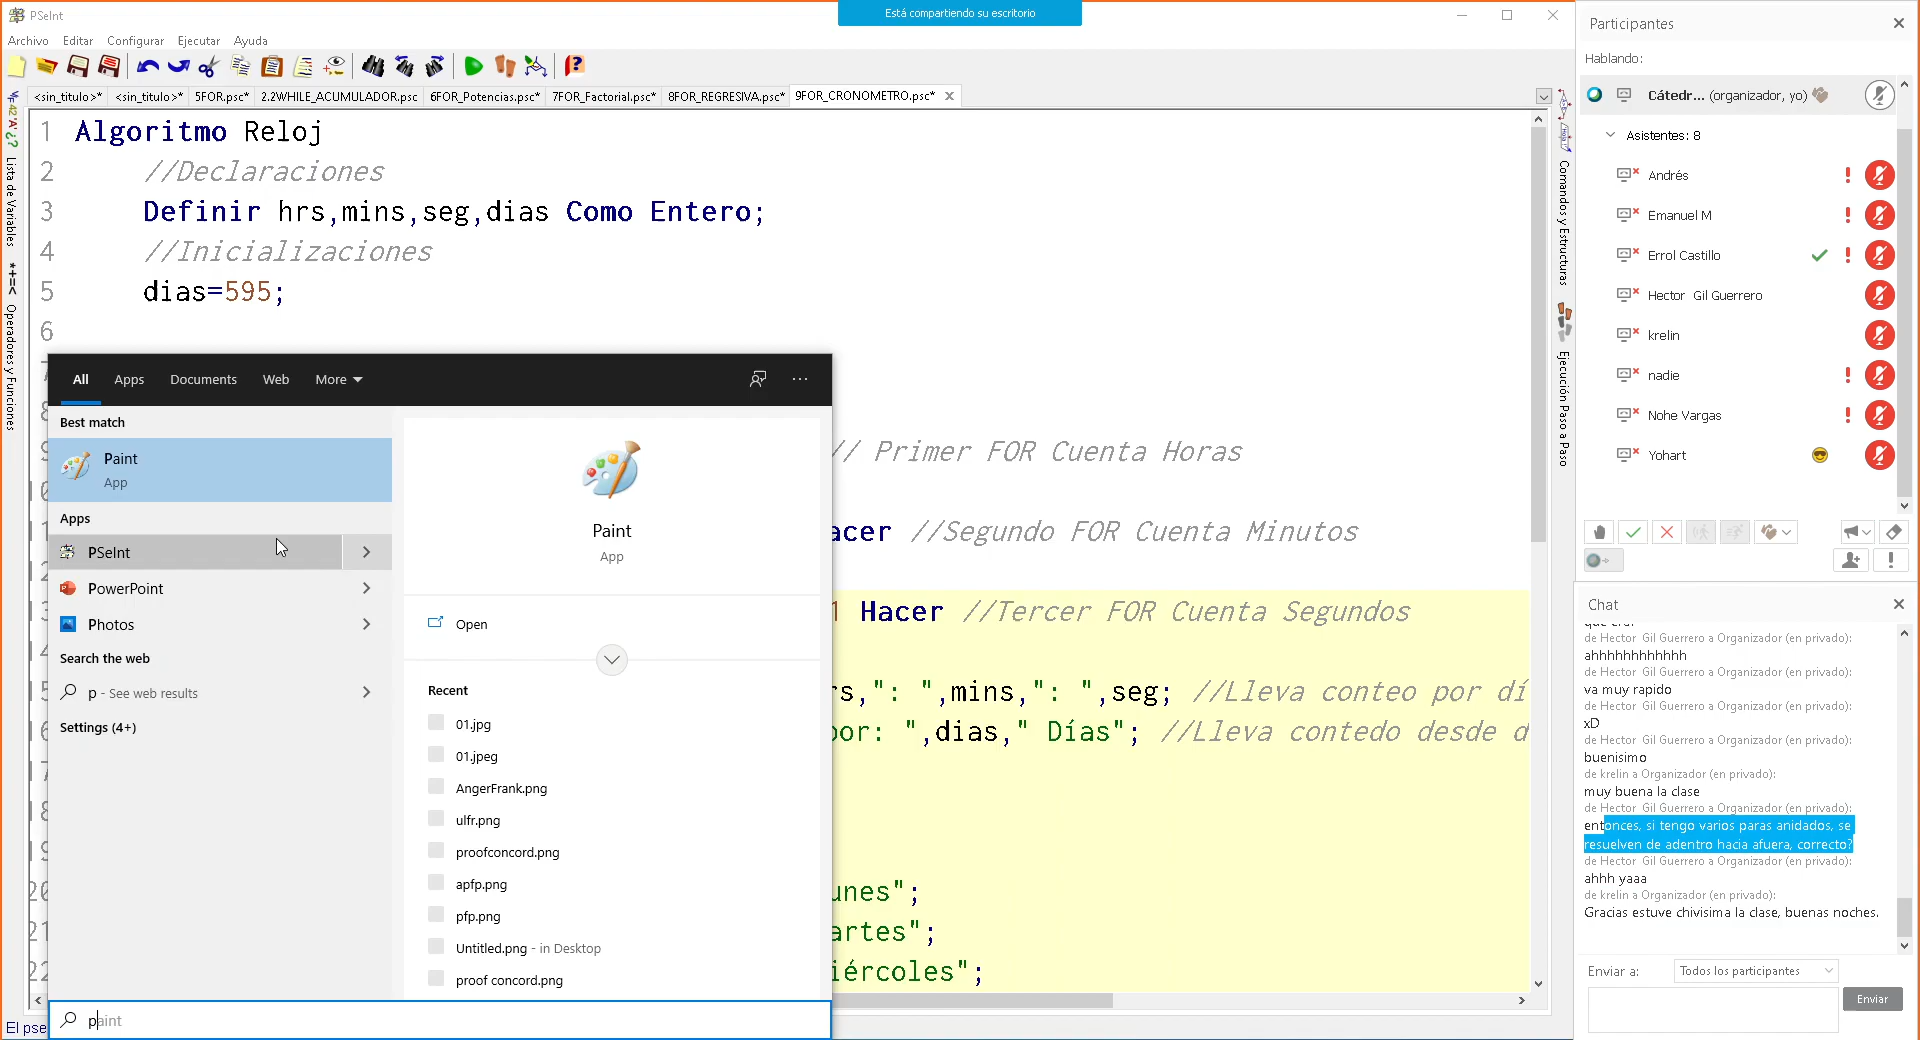 PSeInt
Está compartiendo su escritorio
Archivo Editar Configurar Ejecutar Ayuda
<sin_titulo>* <sin_titulo>* 5FOR.psc* 2.2WHILE_ACUMULADOR.psc 6FOR_Potencias.psc* 7FOR_Factorial.psc* 8FOR_REGRESIVA.psc* 9FOR_CRONOMETRO.psc*
Lista de Variables
Operadores y Funciones
1 Algoritmo Reloj
2 //Declaraciones
3 Definir hrs,mins,seg,dias Como Entero;
4 //Inicializaciones
5 dias=595;
6
// Primer FOR Cuenta Horas
acer //Segundo FOR Cuenta Minutos
1 Hacer //Tercer FOR Cuenta Segundos
rs,": ",mins,": ",seg; //Lleva conteo por dí
por: ",dias," Días"; //Lleva contedo desde d
20 unes";
21 artes";
22 iércoles";
El pse
Comandos y Estructuras
Ejecución Paso a Paso
All Apps Documents Web More
Best match
Paint
App
Apps
PSeInt
PowerPoint
Photos
Search the web
p - See web results
Settings (4+)
Paint
App
Open
Recent
01.jpg
01.jpeg
AngerFrank.png
ulfr.png
proofconcord.png
apfp.png
pfp.png
Untitled.png - in Desktop
proof concord.png
paint
Participantes
Hablando:
Cátedr... (organizador, yo)
Asistentes: 8
Andrés
Emanuel M
Errol Castillo
Hector Gil Guerrero
krelin
nadie
Nohe Vargas
Yohart
Chat
de Hector Gil Guerrero a Organizador (en privado):
ahhhhhhhhhhhh
de Hector Gil Guerrero a Organizador (en privado):
va muy rapido
de Hector Gil Guerrero a Organizador (en privado):
xD
de Hector Gil Guerrero a Organizador (en privado):
buenisimo
de krelin a Organizador (en privado):
muy buena la clase
de Hector Gil Guerrero a Organizador (en privado):
entonces, si tengo varios paras anidados, se
resuelven de adentro hacia afuera, correcto?
de Hector Gil Guerrero a Organizador (en privado):
ahhh yaaa
de krelin a Organizador (en privado):
Gracias estuve chivisima la clase, buenas noches.
Enviar a: Todos los participantes
Enviar